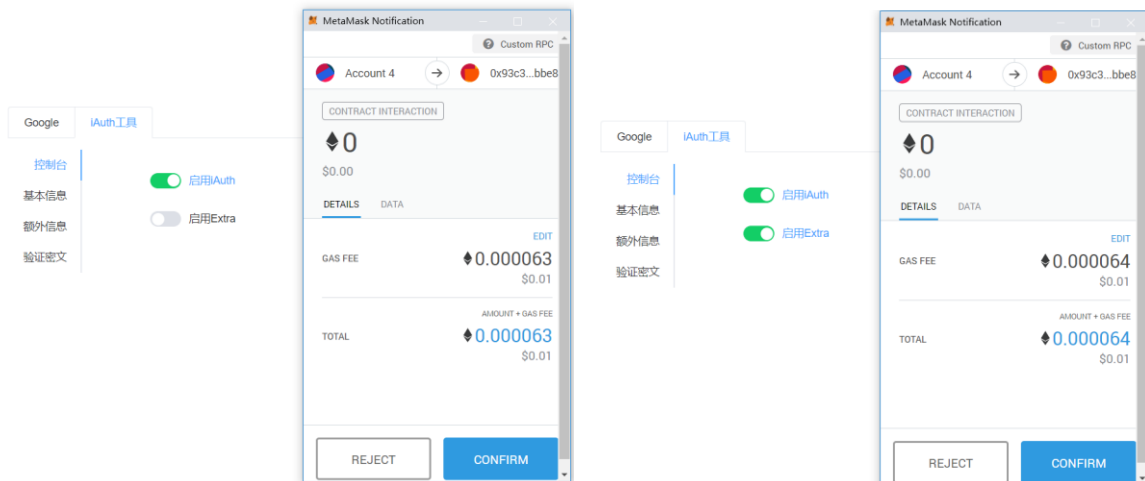 Google
iAuth工具
控制台
基本信息
额外信息
验证密文
启用iAuth
启用Extra
MetaMask Notification
Custom RPC
Account 4
0x93c3...bbe8
CONTRACT INTERACTION
0
$0.00
DETAILS
DATA
EDIT
GAS FEE
0.000063
$0.01
AMOUNT + GAS FEE
TOTAL
0.000063
$0.01
REJECT
CONFIRM
Google
iAuth工具
控制台
基本信息
额外信息
验证密文
启用iAuth
启用Extra
MetaMask Notification
Custom RPC
Account 4
0x93c3...bbe8
CONTRACT INTERACTION
0
$0.00
DETAILS
DATA
EDIT
GAS FEE
0.000064
$0.01
AMOUNT + GAS FEE
TOTAL
0.000064
$0.01
REJECT
CONFIRM